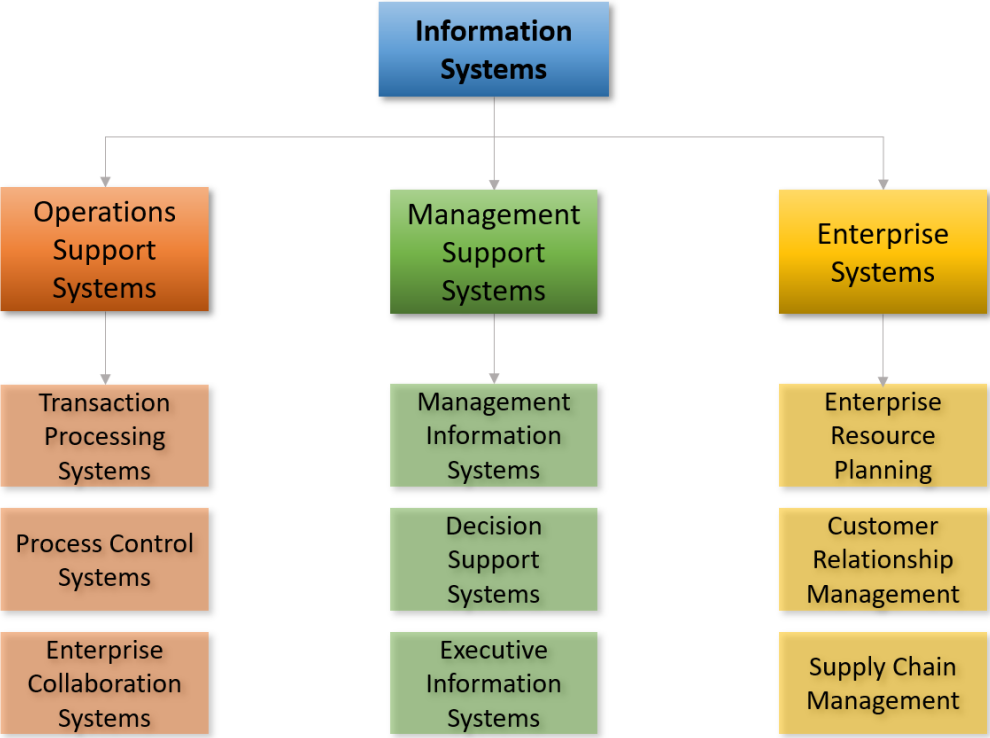 Information
Systems
Operations
Support
Systems
Management
Support
Systems
Enterprise
Systems
Transaction
Processing
Systems
Management
Information
Systems
Enterprise
Resource
Planning
Process Control
Systems
Decision
Support
Systems
Customer
Relationship
Management
Enterprise
Collaboration
Systems
Executive
Information
Systems
Supply Chain
Management